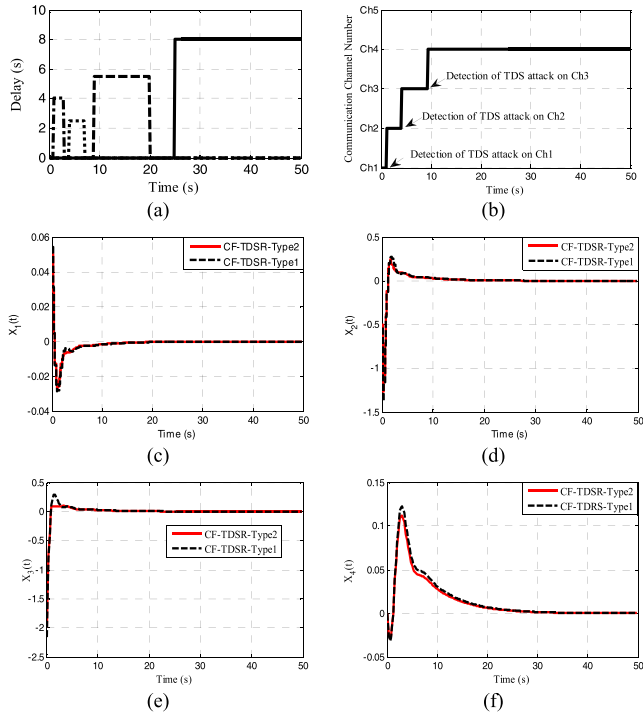 10
8
6
4
2
0
Delay (s)
0 10 20 30 40 50
Time (s)
(a)
Ch5
Ch4
Ch3
Ch2
Ch1
Communication Channel Number
Detection of TDS attack on Ch3
Detection of TDS attack on Ch2
Detection of TDS attack on Ch1
0 10 20 30 40 50
Time (s)
(b)
0.06
0.04
0.02
0
-0.02
-0.04
X1(t)
CF-TDSR-Type2
CF-TDSR-Type1
0 10 20 30 40 50
Time (s)
(c)
0.5
0
-0.5
-1
-1.5
X2(t)
CF-TDSR-Type2
CF-TDSR-Type1
0 10 20 30 40 50
Time (s)
(d)
0.5
0
-0.5
-1
-1.5
-2
-2.5
X3(t)
CF-TDSR-Type2
CF-TDSR-Type1
0 10 20 30 40 50
Time (s)
(e)
0.15
0.1
0.05
0
-0.05
X4(t)
CF-TDSR-Type2
CF-TDRS-Type1
0 10 20 30 40 50
Time (s)
(f)